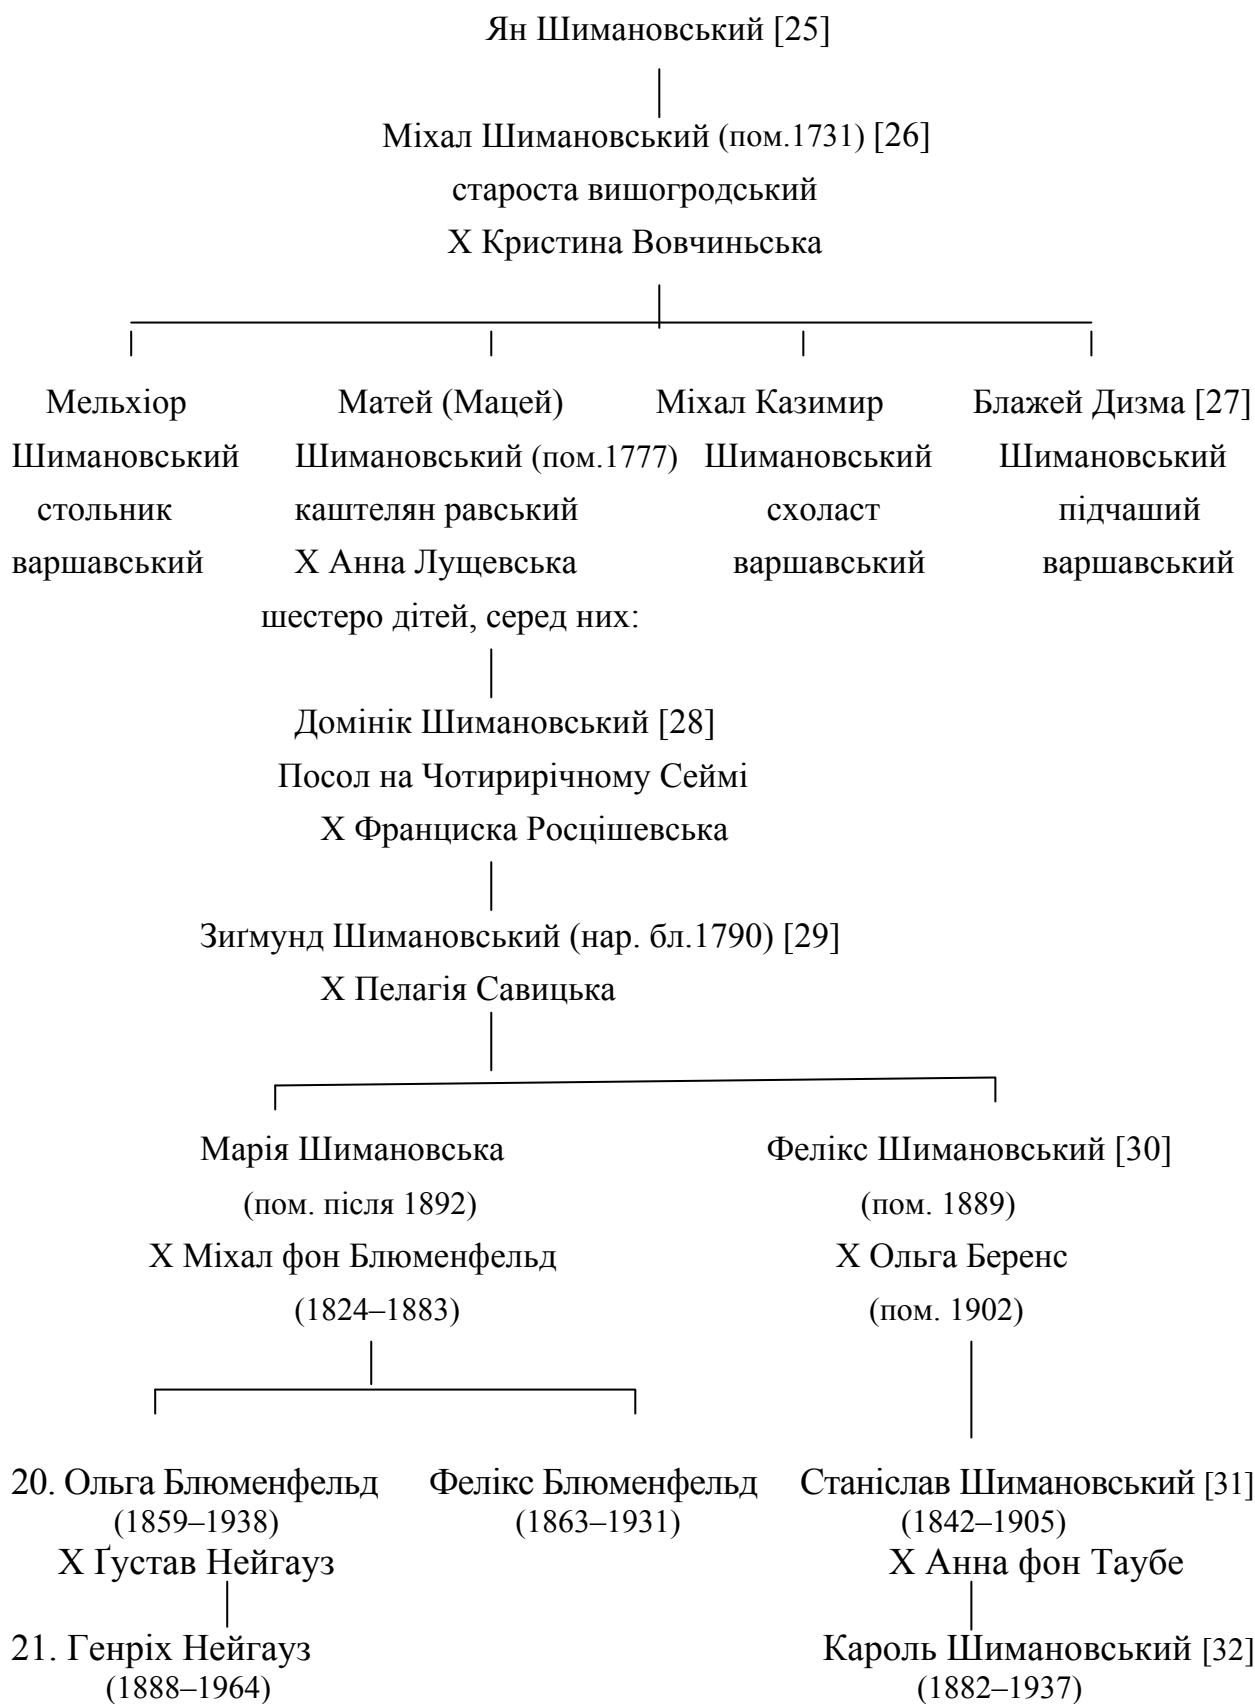 Ян Шимановський [25]
Міхал Шимановський (пом.1731) [26]
староста вишогродський
Х Кристина Вовчиньська
Мельхіор Матей (Мацей) Міхал Казимир Блажей Дизма [27]
Шимановський Шимановський (пом.1777) Шимановський Шимановський
стольник каштелян равський схоласт підчаший
варшавський Х Анна Лущевська варшавський варшавський
шестеро дітей, серед них:
Домінік Шимановський [28]
Посол на Чотирирічному Сеймі
Х Франциска Росцішевська
Зиґмунд Шимановський (нар. бл.1790) [29]
Х Пелагія Савицька
Марія Шимановська Фелікс Шимановський [30]
(пом. після 1892) (пом. 1889)
Х Міхал фон Блюменфельд Х Ольга Беренс
(1824–1883) (пом. 1902)
20. Ольга Блюменфельд Фелікс Блюменфельд Станіслав Шимановський [31]
(1859–1938) (1863–1931) (1842–1905)
Х Ґустав Нейгауз Х Анна фон Таубе
21. Генріх Нейгауз Кароль Шимановський [32]
(1888–1964) (1882–1937)